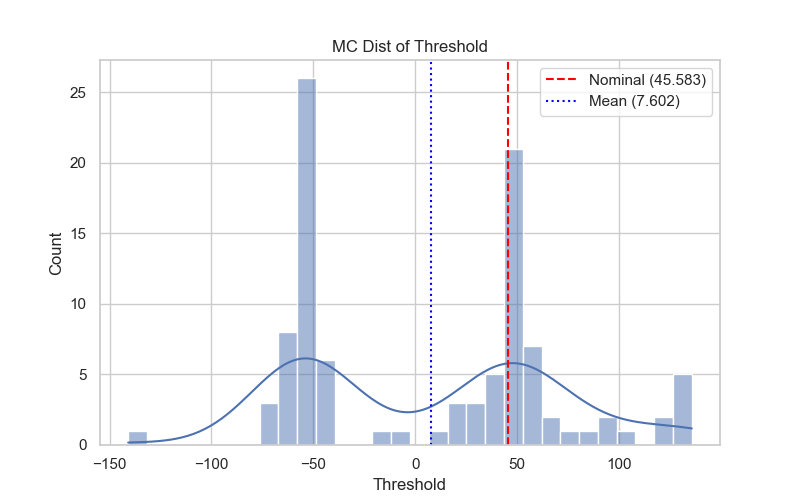 MC Dist of Threshold
Nominal (45.583)
Mean (7.602)
Count
25
20
15
10
5
0
−150
−100
−50
0
50
100
Threshold